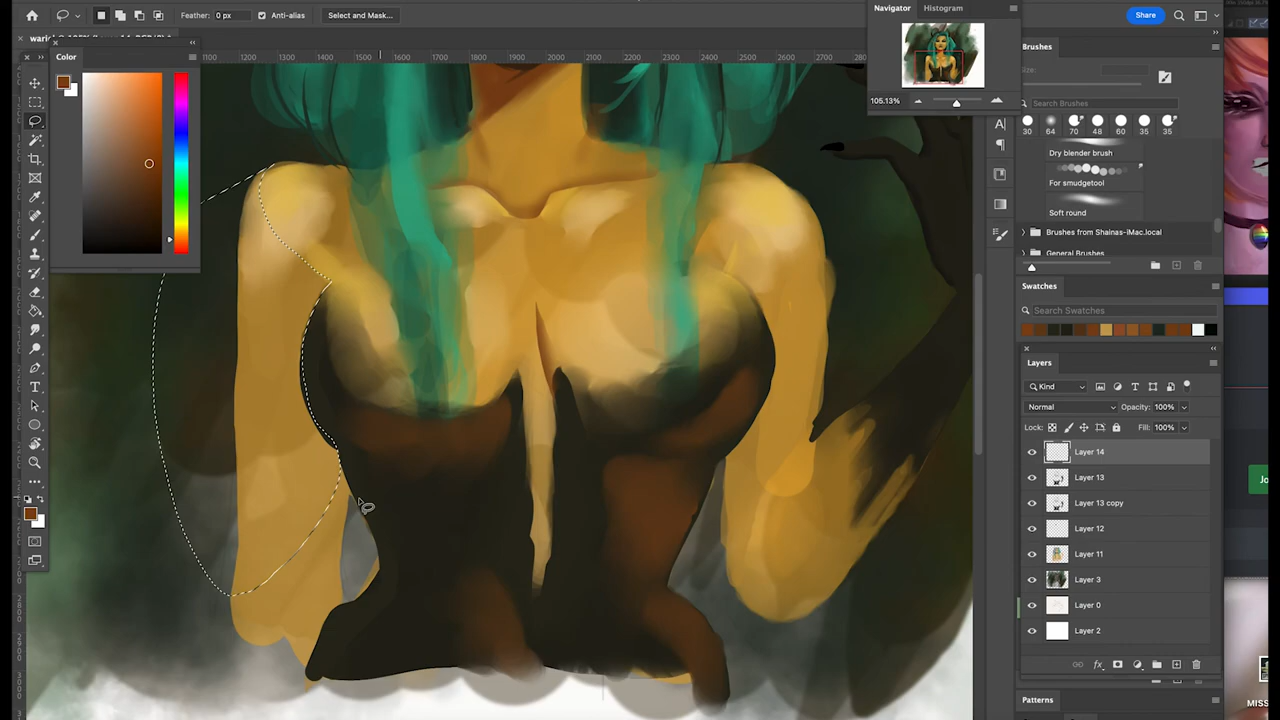 Feather: 0 px Anti-alias Select and Mask...
Share
Navigator Histogram
105.13%
Color
1100 1200 1300 1400 1500 1600 1700 1800 1900 2000 2100 2200 2300 2400 2500 2600 2700
Brushes
Size:
Search Brushes
30 64 70 48 60 35 35
Dry blender brush
For smudgetool
Soft round
Brushes from Shainas-iMac.local
General Brushes
Swatches
Search Swatches
Layers
Kind
Normal Opacity: 100%
Lock: Fill: 100%
Layer 14
Layer 13
Layer 13 copy
Layer 12
Layer 11
Layer 3
Layer 0
Layer 2
Patterns
Jo
MISS